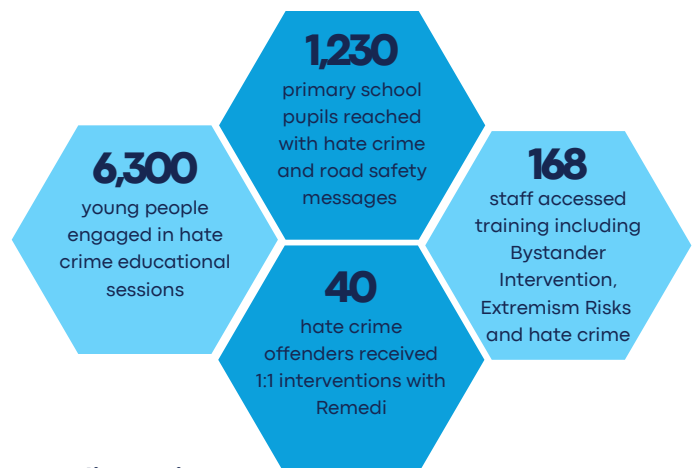 1,230
primary school
pupils reached
with hate crime
and road safety
messages
6,300
young people
engaged in hate
crime educational
sessions
168
staff accessed
training including
Bystander
Intervention,
Extremism Risks
and hate crime
40
hate crime
offenders received
1:1 interventions with
Remedi